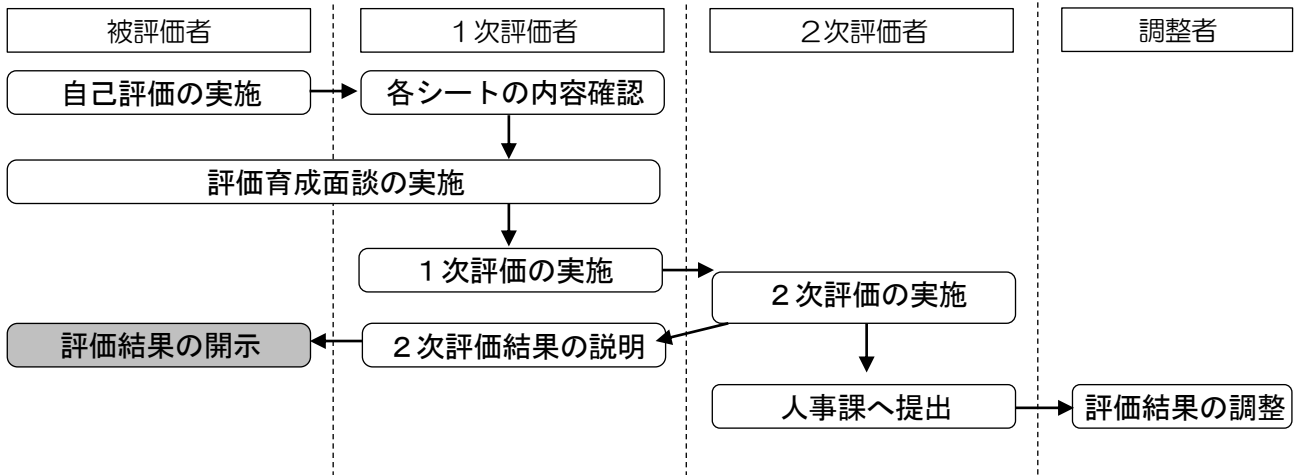 被評価者
１次評価者
２次評価者
調整者
自己評価の実施
各シートの内容確認
評価育成面談の実施
１次評価の実施
２次評価の実施
評価結果の開示
２次評価結果の説明
人事課へ提出
評価結果の調整